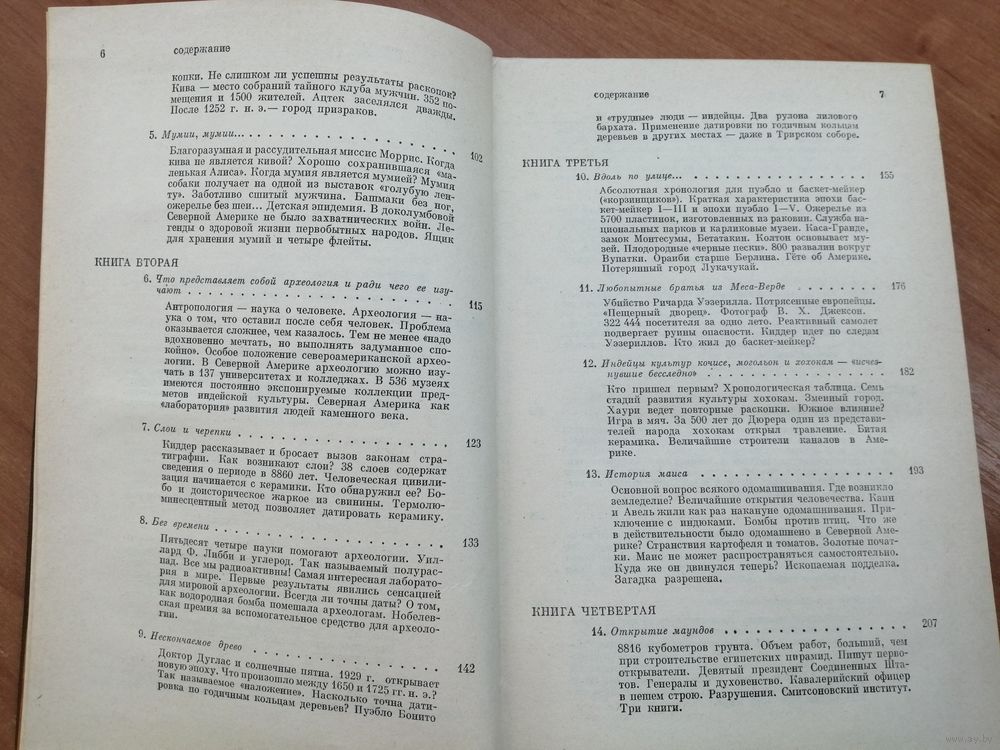 6
содержание
копки. Не слишком ли успешны результаты раскопок?
Кива — место собраний тайного клуба мужчин. 352 по-
мещения и 1500 жителей. Ацтек заселялся дважды.
После 1252 г. н. э.— город призраков.
5. Мумии, мумии... 102
Благоразумная и рассудительная миссис Моррис. Когда
кива не является кивой? Хорошо сохранившаяся «ма-
ленькая Алиса». Когда мумия является мумией? Мумия
собаки получает на одной из выставок «голубую лен-
ту». Заботливо сшитый мужчина. Башмаки без ног,
ожерелье без шеи... Детская эпидемия. В доколумбовой
Северной Америке не было захватнических войн. Ле-
генды о здоровой жизни первобытных народов. Ящик
для хранения мумий и четыре флейты.
КНИГА ВТОРАЯ
6. Что представляет собой археология и ради чего ее изу-
чают 115
Антропология — наука о человеке. Археология — на-
ука о том, что оставил после себя человек. Проблема
оказывается сложнее, чем казалось. Тем не менее «надо
вдохновенно мечтать, но выполнять задуманное спо-
койно». Особое положение североамериканской архео-
логии. В Северной Америке археологию можно изу-
чать в 137 университетах и колледжах. В 536 музеях
имеются постоянно экспонируемые коллекции пред-
метов индейской культуры. Северная Америка как
«лаборатория» развития людей каменного века.
7. Слои и черепки 123
Киддер рассказывает и бросает вызов законам стра-
тиграфии. Как возникают слои? 38 слоев содержат
сведения о периоде в 8860 лет. Человеческая цивили-
зация начинается с керамики. Кто обнаружил ее? Бо-
бо и доисторическое жаркое из свинины. Термолю-
минесцентный метод позволяет датировать керамику.
8. Бег времени 133
Пятьдесят четыре науки помогают археологии. Уил-
лард Ф. Либби и углерод. Так называемый полурас-
пад. Все мы радиоактивны! Самая интересная лаборато-
рия в мире. Первые результаты явились сенсацией
для мировой археологии. Всегда ли точны даты? О том,
как водородная бомба помешала археологам. Нобелев-
ская премия за вспомогательное средство для археоло-
гии.
9. Нескончаемое древо 142
Доктор Дуглас и солнечные пятна. 1929 г. открывает
новую эпоху. Что произошло между 1650 и 1725 гг. н. э.?
Так называемое «наложение». Насколько точна дати-
ровка по годичным кольцам деревьев? Пуэбло Бонито
содержание
7
и «трудные» люди — индейцы. Два рулона лилового
бархата. Применение датировки по годичным кольцам
деревьев в других местах — даже в Трирском соборе.
КНИГА ТРЕТЬЯ
10. Вдоль по улице... 155
Абсолютная хронология для пуэбло и баскет-мейкер
(«корзинщиков»). Краткая характеристика эпохи бас-
кет-мейкер I—III и эпохи пуэбло I—V. Ожерелье из
5700 пластинок, изготовленных из раковин. Служба на-
циональных парков и карликовые музеи. Каса-Гранде,
замок Монтесумы, Бетатакин. Колтон основывает му-
зей. Плодородные «черные пески». 800 развалин вокруг
Вупатки. Ораиби старше Берлина. Гёте об Америке.
Потерянный город Лукачукай.
11. Любопытные братья из Меса-Верде 176
Убийство Ричарда Уэзерилла. Потрясенные европейцы.
«Пещерный дворец». Фотограф В. Х. Джексон.
322 444 посетителя за одно лето. Реактивный самолет
подвергает руины опасности. Киддер идет по следам
Уэзериллов. Кто жил до баскет-мейкер?
12. Индейцы культур кочисе, могольон и хохокам — «исчез-
нувшие бесследно» 182
Кто пришел первым? Хронологическая таблица. Семь
стадий развития культуры хохокам. Змеиный город.
Хаури ведет повторные раскопки. Южное влияние?
Игра в мяч. За 500 лет до Дюрера один из представи-
телей народа хохокам открыл травление. Битая
керамика. Величайшие строители каналов в Аме-
рике.
13. История маиса 193
Основной вопрос всякого одомашнивания. Где возникло
земледелие? Величайшие открытия человечества. Каин
и Авель жили как раз накануне одомашнивания. При-
ключение с индюками. Бомбы против птиц. Что же
в действительности было одомашнено в Северной Аме-
рике? Странствия картофеля и томатов. Золотые почат-
ки. Маис не может распространяться самостоятельно.
Куда же он двинулся теперь? Ископаемая подделка.
Загадка разрешена.
КНИГА ЧЕТВЕРТАЯ
14. Открытие маундов 207
8816 кубометров грунта. Объем работ, больший, чем
при строительстве египетских пирамид. Пишут перво-
открыватели. Девятый президент Соединенных Шта-
тов. Генералы и духовенство. Кавалерийский офицер
в пешем строю. Разрушения. Смитсоновский институт.
Три книги.
www.ay.by